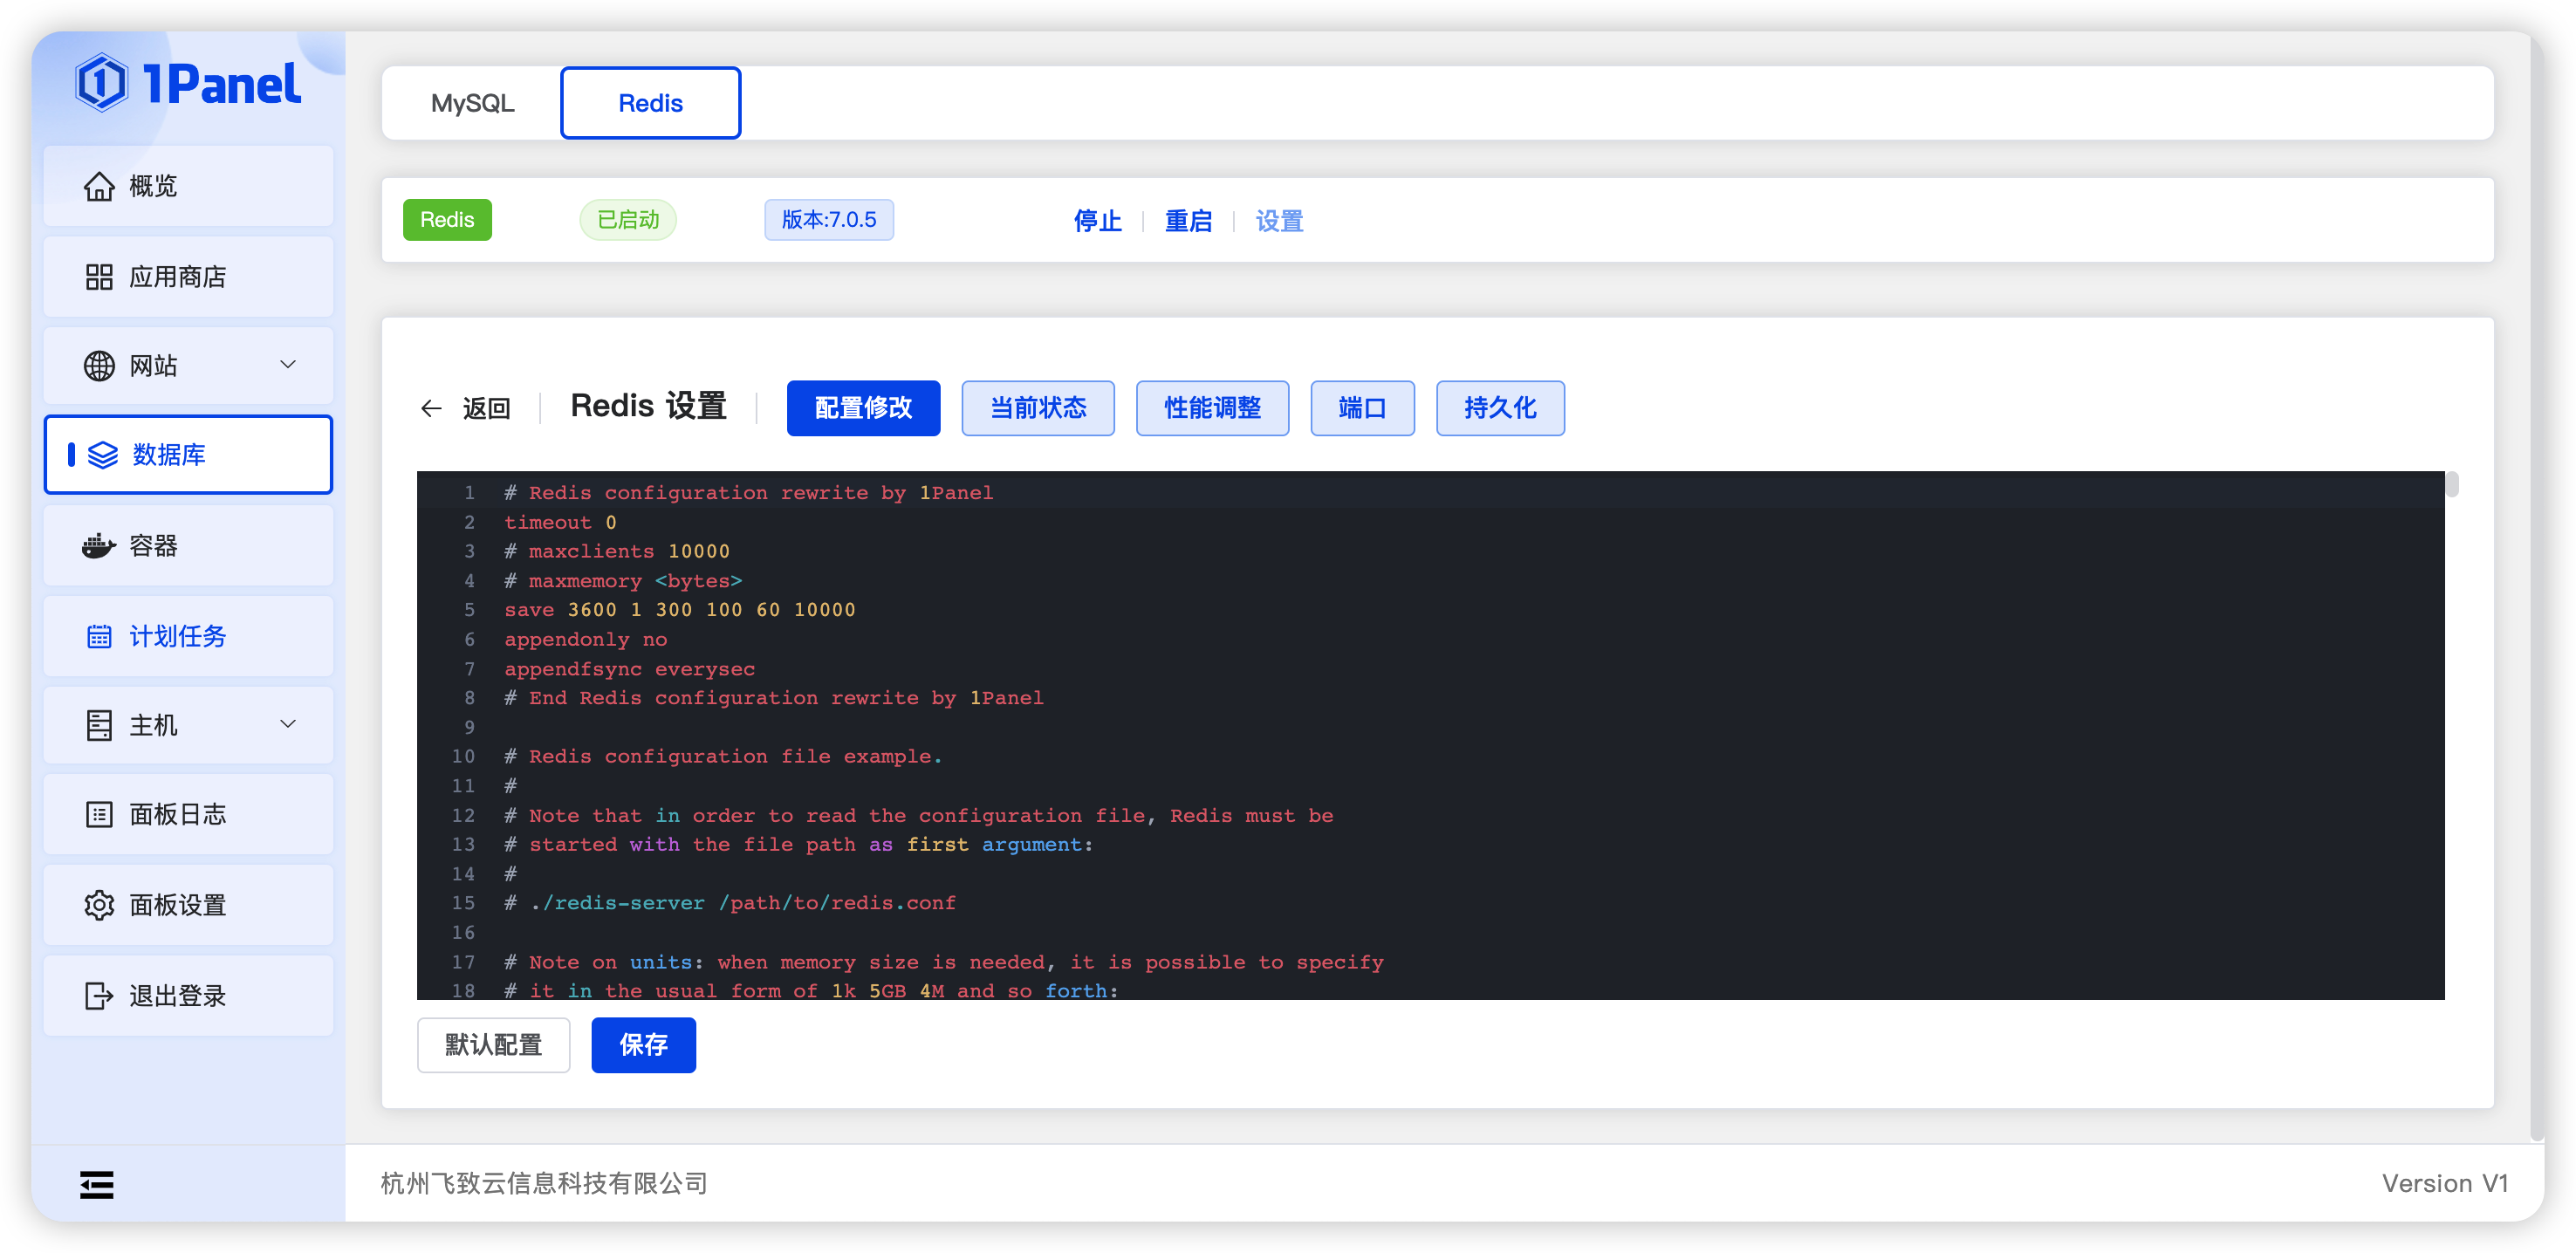 1Panel
概览
应用商店
网站
数据库
容器
计划任务
主机
面板日志
面板设置
退出登录
MySQL Redis
Redis 已启动 版本:7.0.5 停止 重启 设置
返回 Redis 设置 配置修改 当前状态 性能调整 端口 持久化
1 # Redis configuration rewrite by 1Panel
2 timeout 0
3 # maxclients 10000
4 # maxmemory <bytes>
5 save 3600 1 300 100 60 10000
6 appendonly no
7 appendfsync everysec
8 # End Redis configuration rewrite by 1Panel
9
10 # Redis configuration file example.
11 #
12 # Note that in order to read the configuration file, Redis must be
13 # started with the file path as first argument:
14 #
15 # ./redis-server /path/to/redis.conf
16
17 # Note on units: when memory size is needed, it is possible to specify
18 # it in the usual form of 1k 5GB 4M and so forth:
默认配置 保存
杭州飞致云信息科技有限公司 Version V1